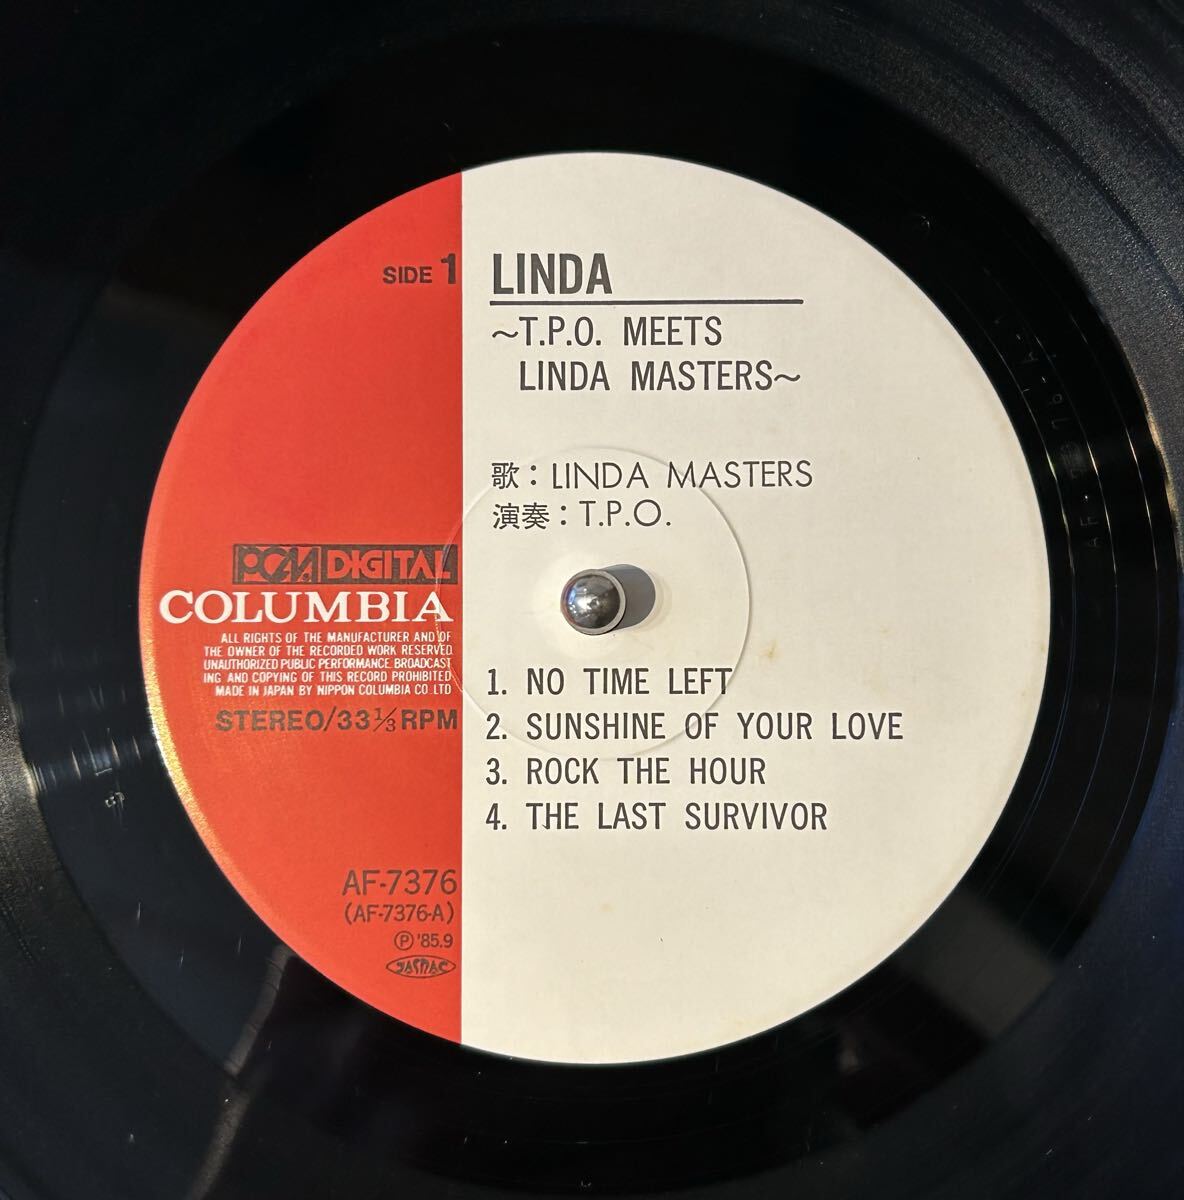 SIDE 1
LINDA
～T.P.O. MEETS
LINDA MASTERS～
歌：LINDA MASTERS
演奏：T.P.O.
PCM DIGITAL
COLUMBIA
ALL RIGHTS OF THE MANUFACTURER AND OF
THE OWNER OF THE RECORDED WORK RESERVED
UNAUTHORIZED PUBLIC PERFORMANCE BROADCAST
ING AND COPYING OF THIS RECORD PROHIBITED
MADE IN JAPAN BY NIPPON COLUMBIA CO LTD
STEREO/33⅓RPM
1. NO TIME LEFT
2. SUNSHINE OF YOUR LOVE
3. ROCK THE HOUR
4. THE LAST SURVIVOR
AF-7376
(AF-7376-A)
Ⓟ '85.9
JASRAC